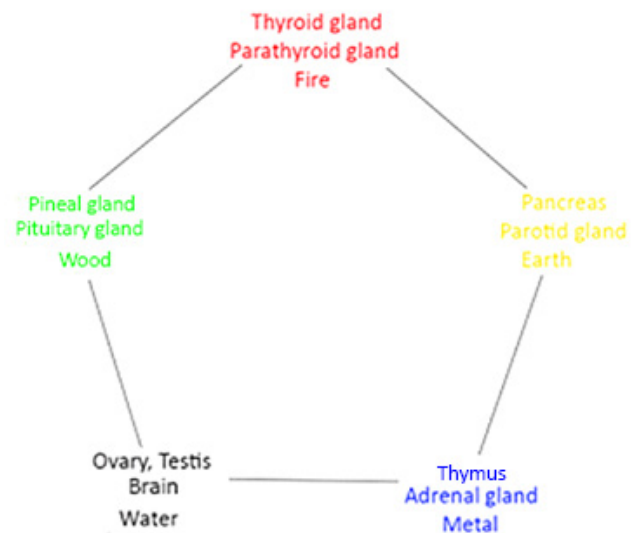 Thyroid gland
Parathyroid gland
Fire
Pineal gland
Pituitary gland
Wood
Pancreas
Parotid gland
Earth
Ovary, Testis
Brain
Water
Thymus
Adrenal gland
Metal